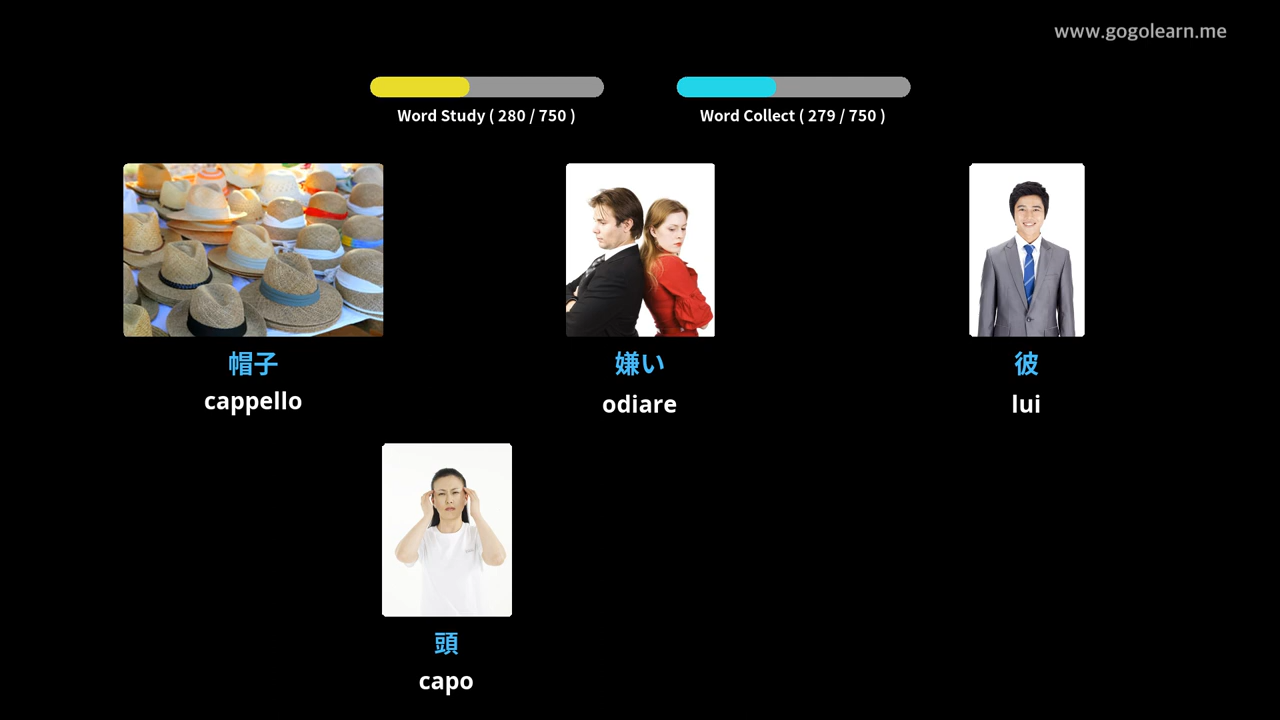 www.gogolearn.me
Word Study ( 280 / 750 )
Word Collect ( 279 / 750 )
帽子
cappello
嫌い
odiare
彼
lui
頭
capo